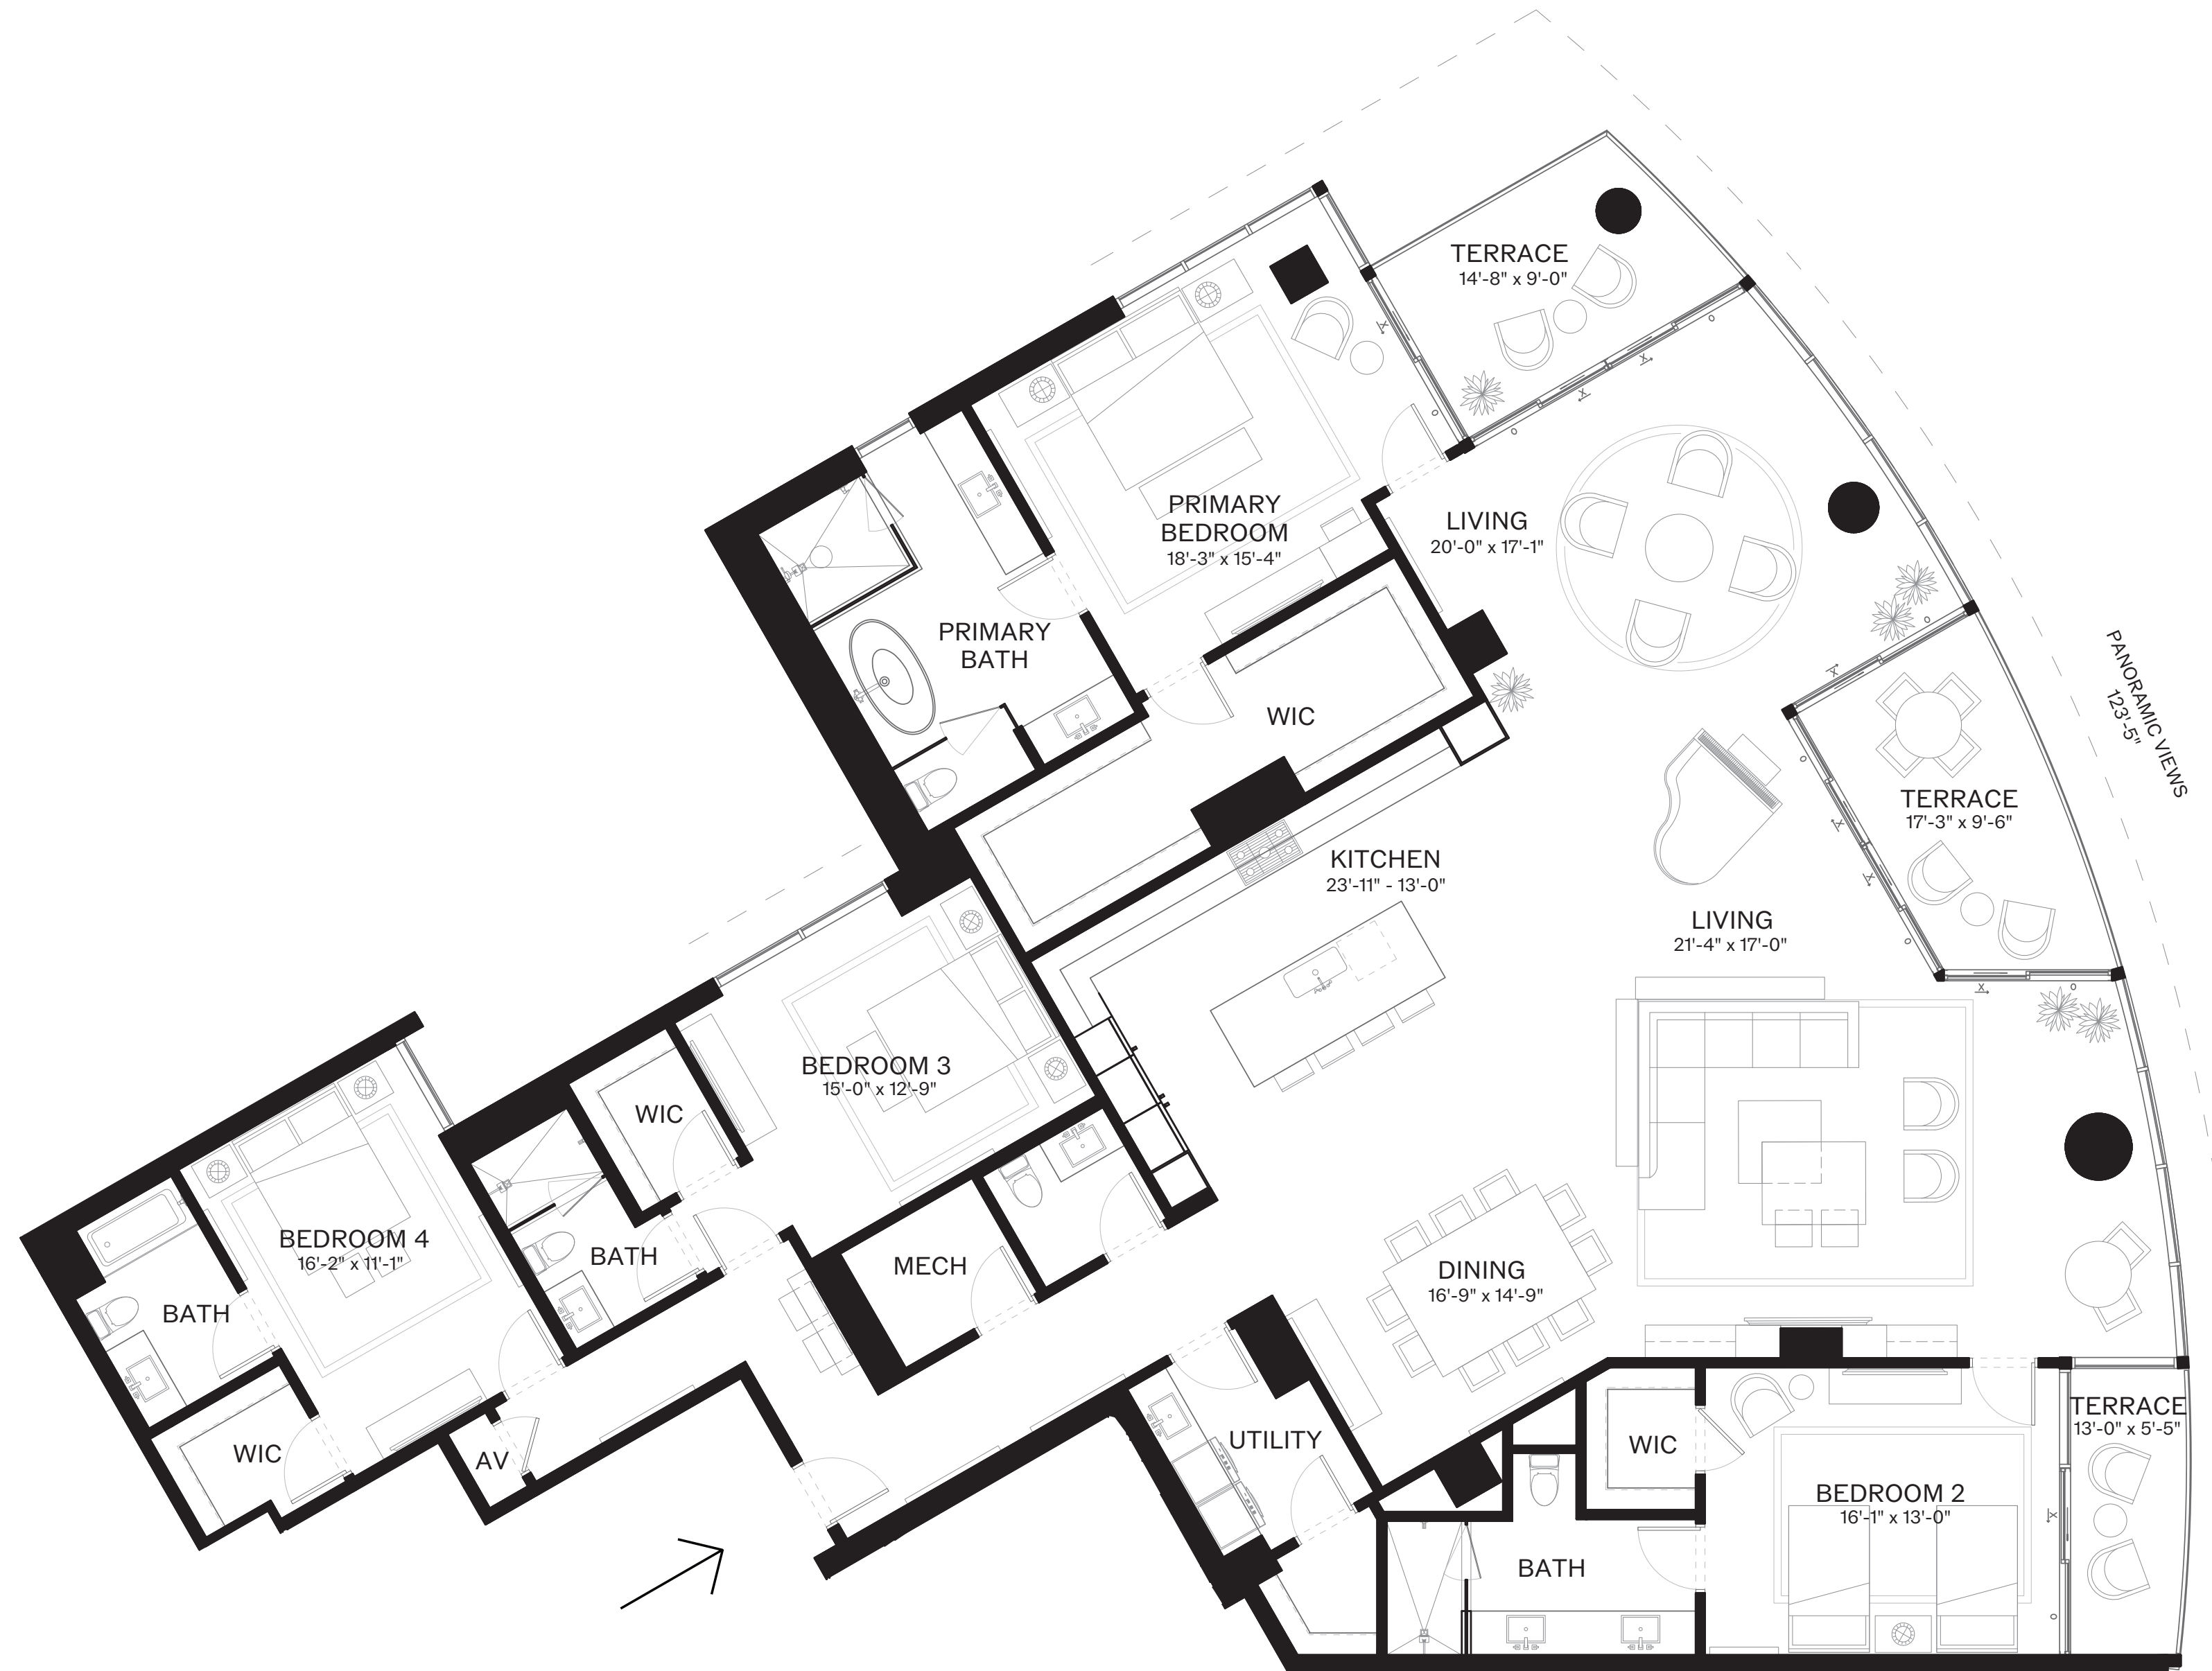 TERRACE
14'-8" x 9'-0"
PRIMARY
BEDROOM
18'-3" x 15'-4"
LIVING
20'-0" x 17'-1"
PRIMARY
BATH
WIC
PANORAMIC VIEWS
123'-5"
TERRACE
17'-3" x 9'-6"
KITCHEN
23'-11" - 13'-0"
LIVING
21'-4" x 17'-0"
BEDROOM 3
15'-0" x 12'-9"
WIC
BEDROOM 4
16'-2" x 11'-1"
BATH
MECH
DINING
16'-9" x 14'-9"
BATH
TERRACE
13'-0" x 5'-5"
WIC
AV
UTILITY
WIC
BEDROOM 2
16'-1" x 13'-0"
BATH